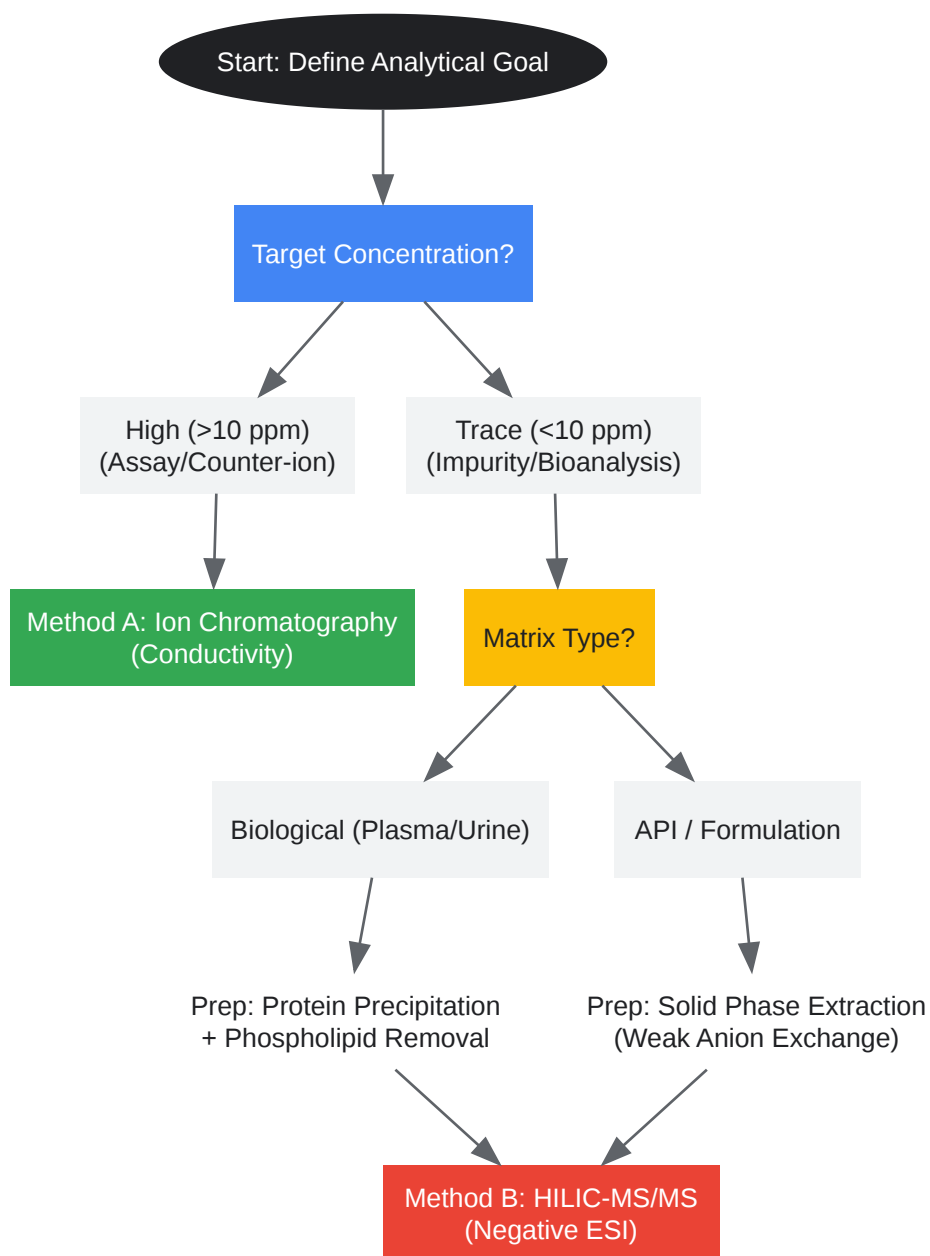 Start: Define Analytical Goal
Target Concentration?
High (>10 ppm)
(Assay/Counter-ion)
Trace (<10 ppm)
(Impurity/Bioanalysis)
Method A: Ion Chromatography
(Conductivity)
Matrix Type?
Biological (Plasma/Urine)
API / Formulation
Prep: Protein Precipitation
+ Phospholipid Removal
Prep: Solid Phase Extraction
(Weak Anion Exchange)
Method B: HILIC-MS/MS
(Negative ESI)